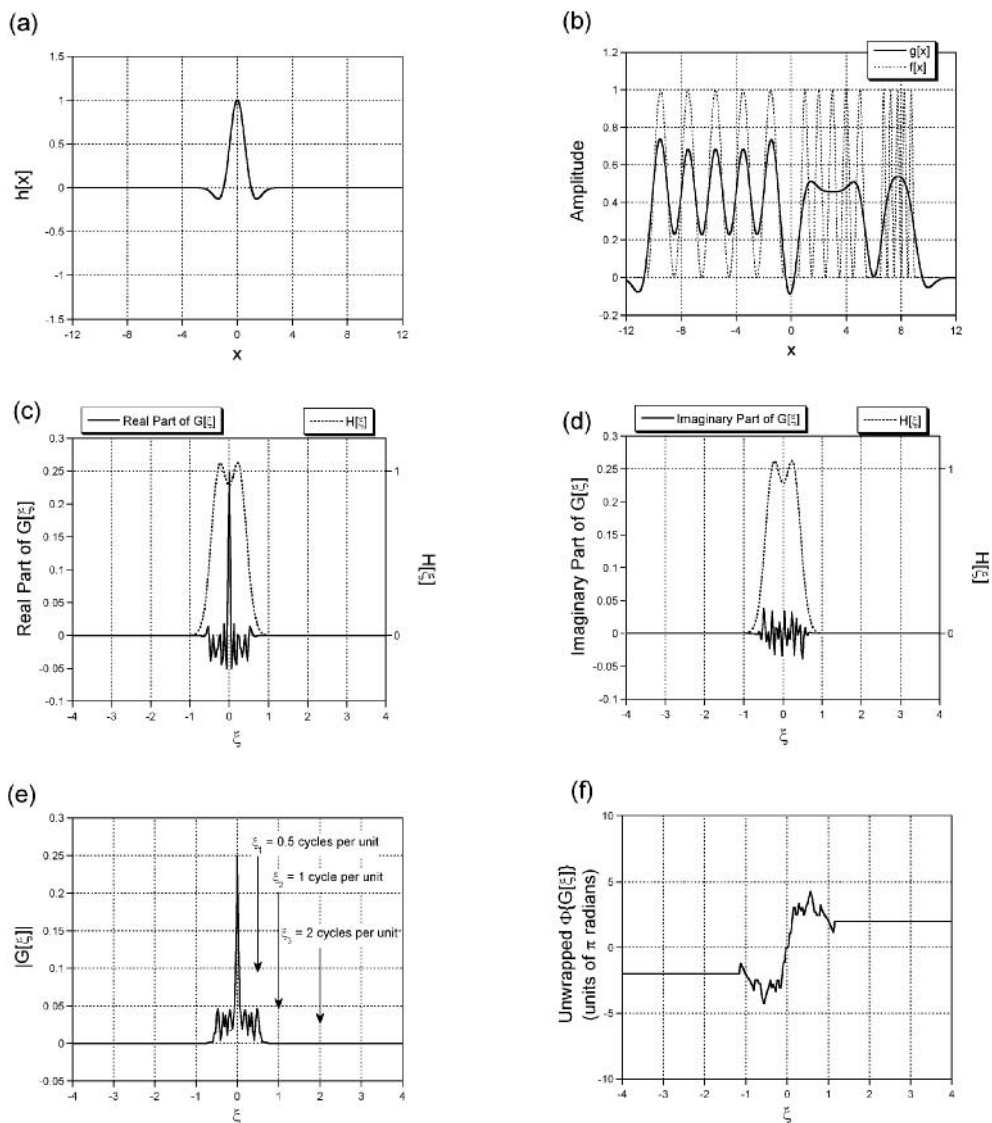 (a)
1.5
1
0.5
0
-0.5
-1
-1.5
-12 -8 -4 0 4 8 12
h[x]
x
(b)
g[x]
f[x]
1.2
1
0.8
0.6
0.4
0.2
0
-0.2
-12 -8 -4 0 4 8 12
Amplitude
x
(c)
Real Part of G[ξ]
H[ξ]
0.3
0.25
0.2
0.15
0.1
0.05
0
-0.05
-0.1
1
0
-4 -3 -2 -1 0 1 2 3 4
Real Part of G[ξ]
H[ξ]
ξ
(d)
Imaginary Part of G[ξ]
H[ξ]
0.3
0.25
0.2
0.15
0.1
0.05
0
-0.05
-0.1
1
0
-4 -3 -2 -1 0 1 2 3 4
Imaginary Part of G[ξ]
H[ξ]
ξ
(e)
0.3
0.25
0.2
0.15
0.1
0.05
0
-0.05
-4 -3 -2 -1 0 1 2 3 4
|G[ξ]|
ξ
ξ1 = 0.5 cycles per unit
ξ2 = 1 cycle per unit
ξ3 = 2 cycles per unit
(f)
10
5
0
-5
-10
-4 -3 -2 -1 0 1 2 3 4
Unwrapped Φ{G[ξ]}
(units of π radians)
ξ